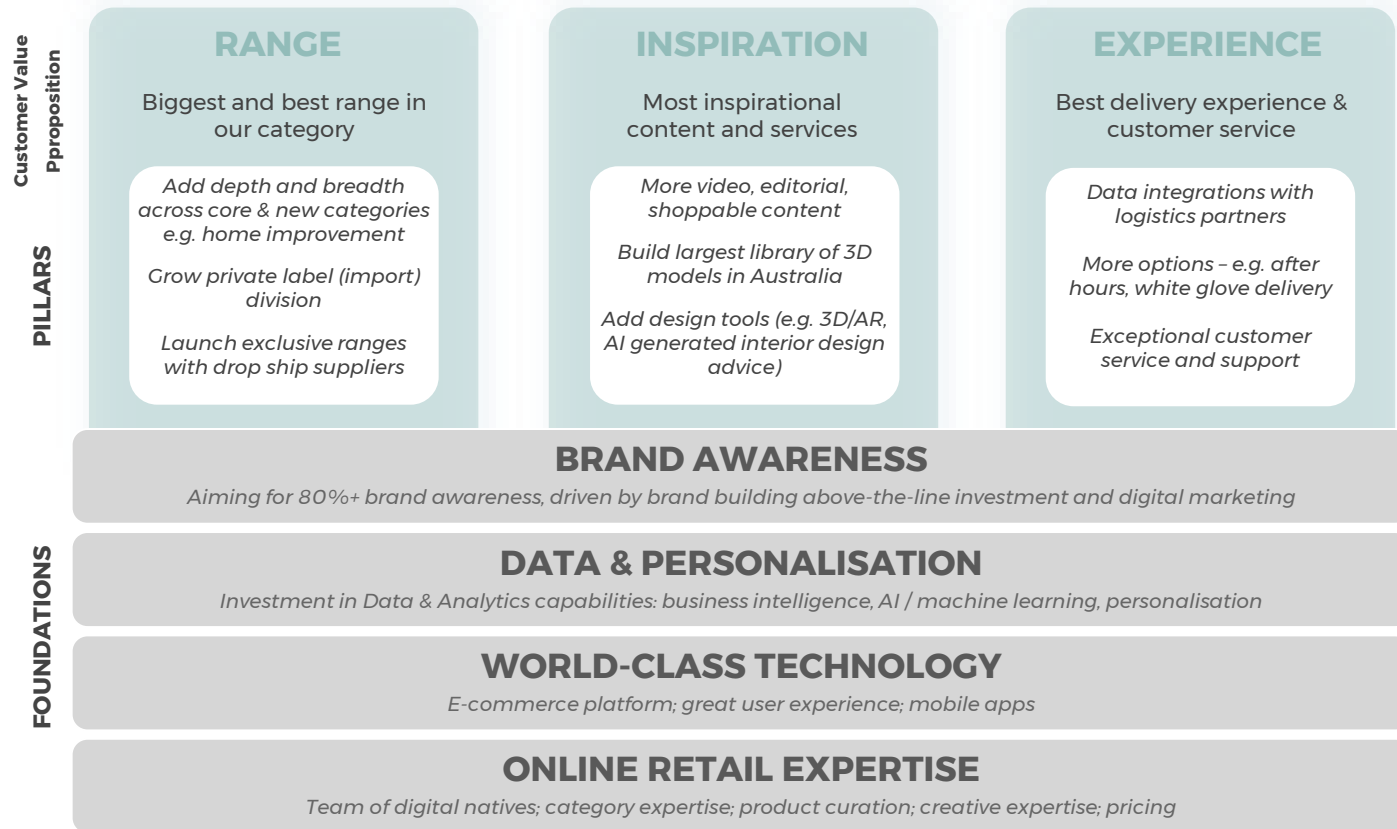 Customer Value
Pproposition
PILLARS
FOUNDATIONS
RANGE
Biggest and best range in
our category
Add depth and breadth
across core & new categories
e.g. home improvement
Grow private label (import)
division
Launch exclusive ranges
with drop ship suppliers
INSPIRATION
Most inspirational
content and services
More video, editorial,
shoppable content
Build largest library of 3D
models in Australia
Add design tools (e.g. 3D/AR,
AI generated interior design
advice)
EXPERIENCE
Best delivery experience &
customer service
Data integrations with
logistics partners
More options – e.g. after
hours, white glove delivery
Exceptional customer
service and support
BRAND AWARENESS
Aiming for 80%+ brand awareness, driven by brand building above-the-line investment and digital marketing
DATA & PERSONALISATION
Investment in Data & Analytics capabilities: business intelligence, AI / machine learning, personalisation
WORLD-CLASS TECHNOLOGY
E-commerce platform; great user experience; mobile apps
ONLINE RETAIL EXPERTISE
Team of digital natives; category expertise; product curation; creative expertise; pricing